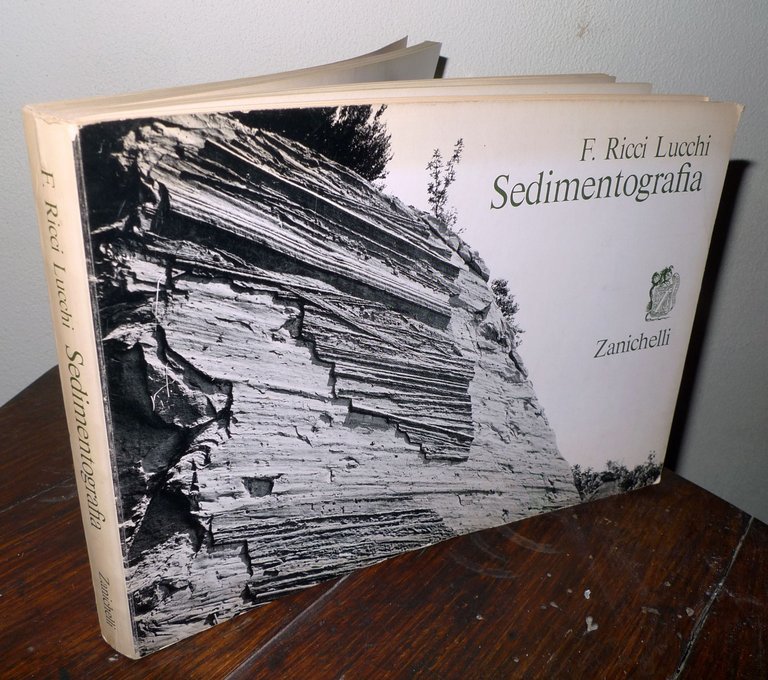 F. Ricci Lucchi
Sedimentografia
Zanichelli
F. Ricci Lucchi Sedimentografia Zanichelli